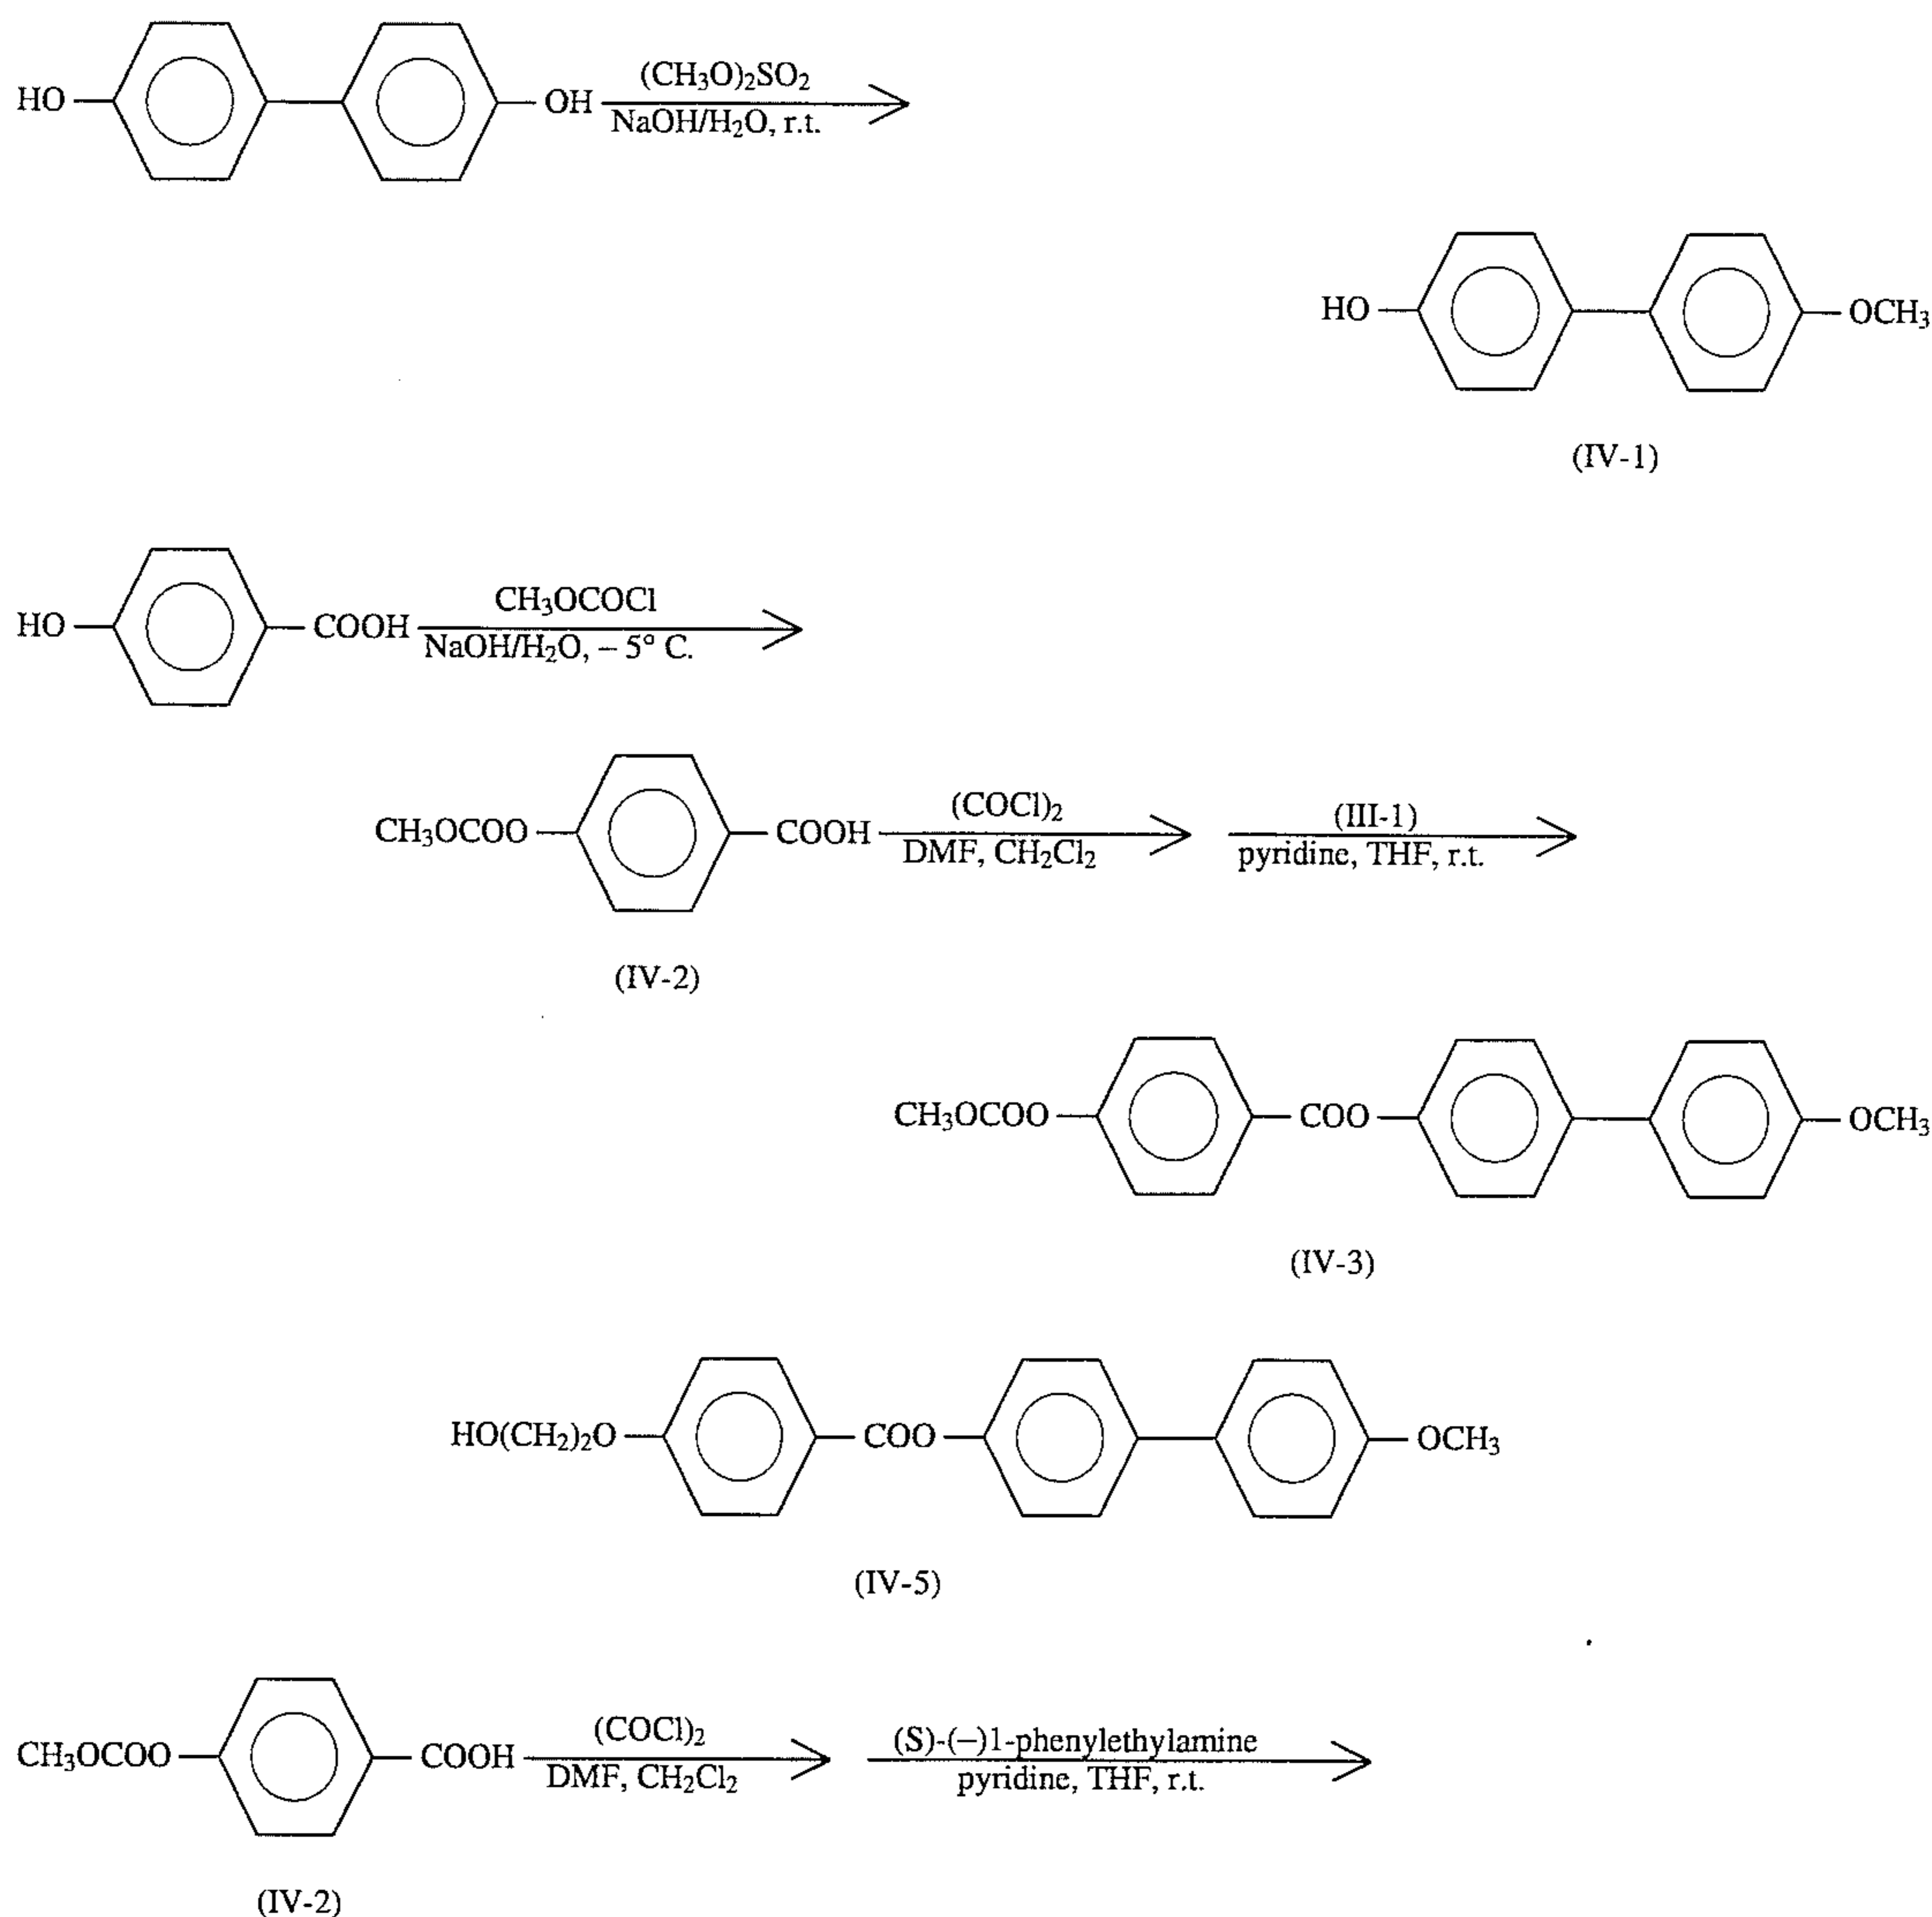 HO OH (CH3O)2SO2
NaOH/H2O, r.t.
HO OCH3
(IV-1)
HO COOH CH3OCOCl
NaOH/H2O, – 5° C.
CH3OCOO COOH (COCl)2
DMF, CH2Cl2
(III-1)
pyridine, THF, r.t.
(IV-2)
CH3OCOO COO OCH3
(IV-3)
HO(CH2)2O COO OCH3
(IV-5)
CH3OCOO COOH (COCl)2
DMF, CH2Cl2
(S)-(–)1-phenylethylamine
pyridine, THF, r.t.
(IV-2)